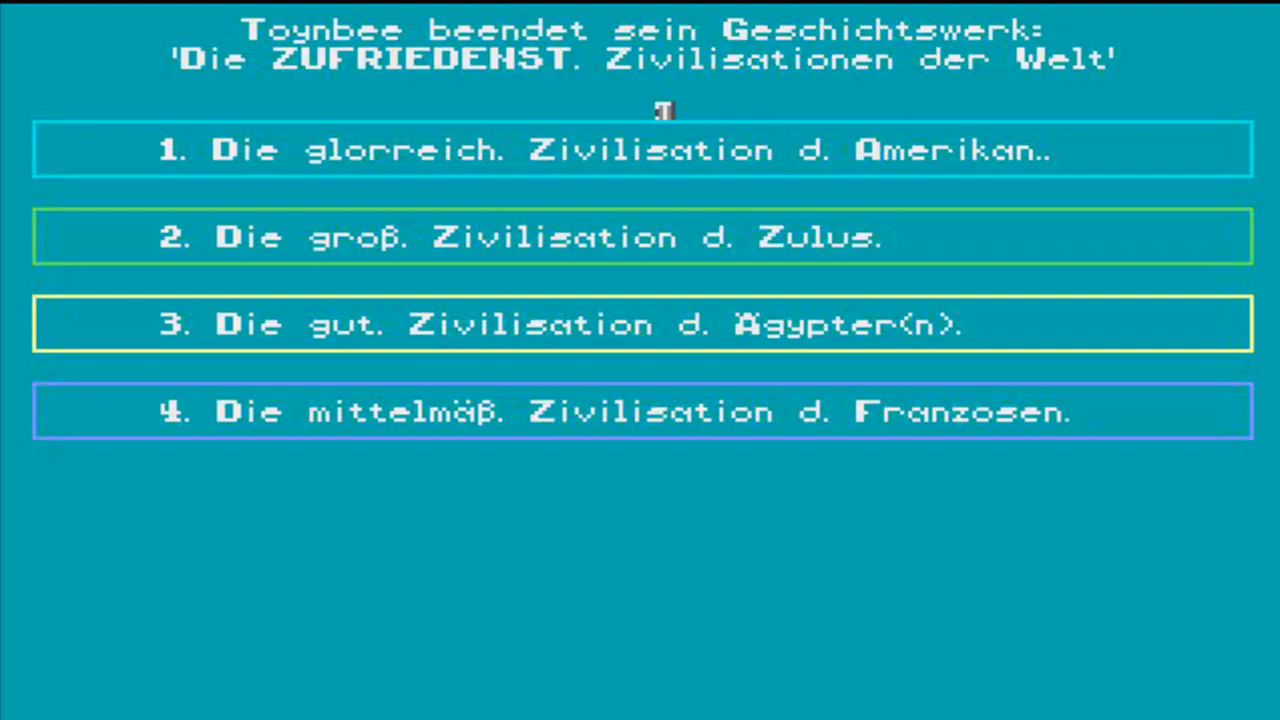 Toynbee beendet sein Geschichtswerk:
'Die ZUFRIEDENST. Zivilisationen der Welt'
1. Die glorreich. Zivilisation d. Amerikan..
2. Die groß. Zivilisation d. Zulus.
3. Die gut. Zivilisation d. Ägypter(n).
4. Die mittelmäß. Zivilisation d. Franzosen.